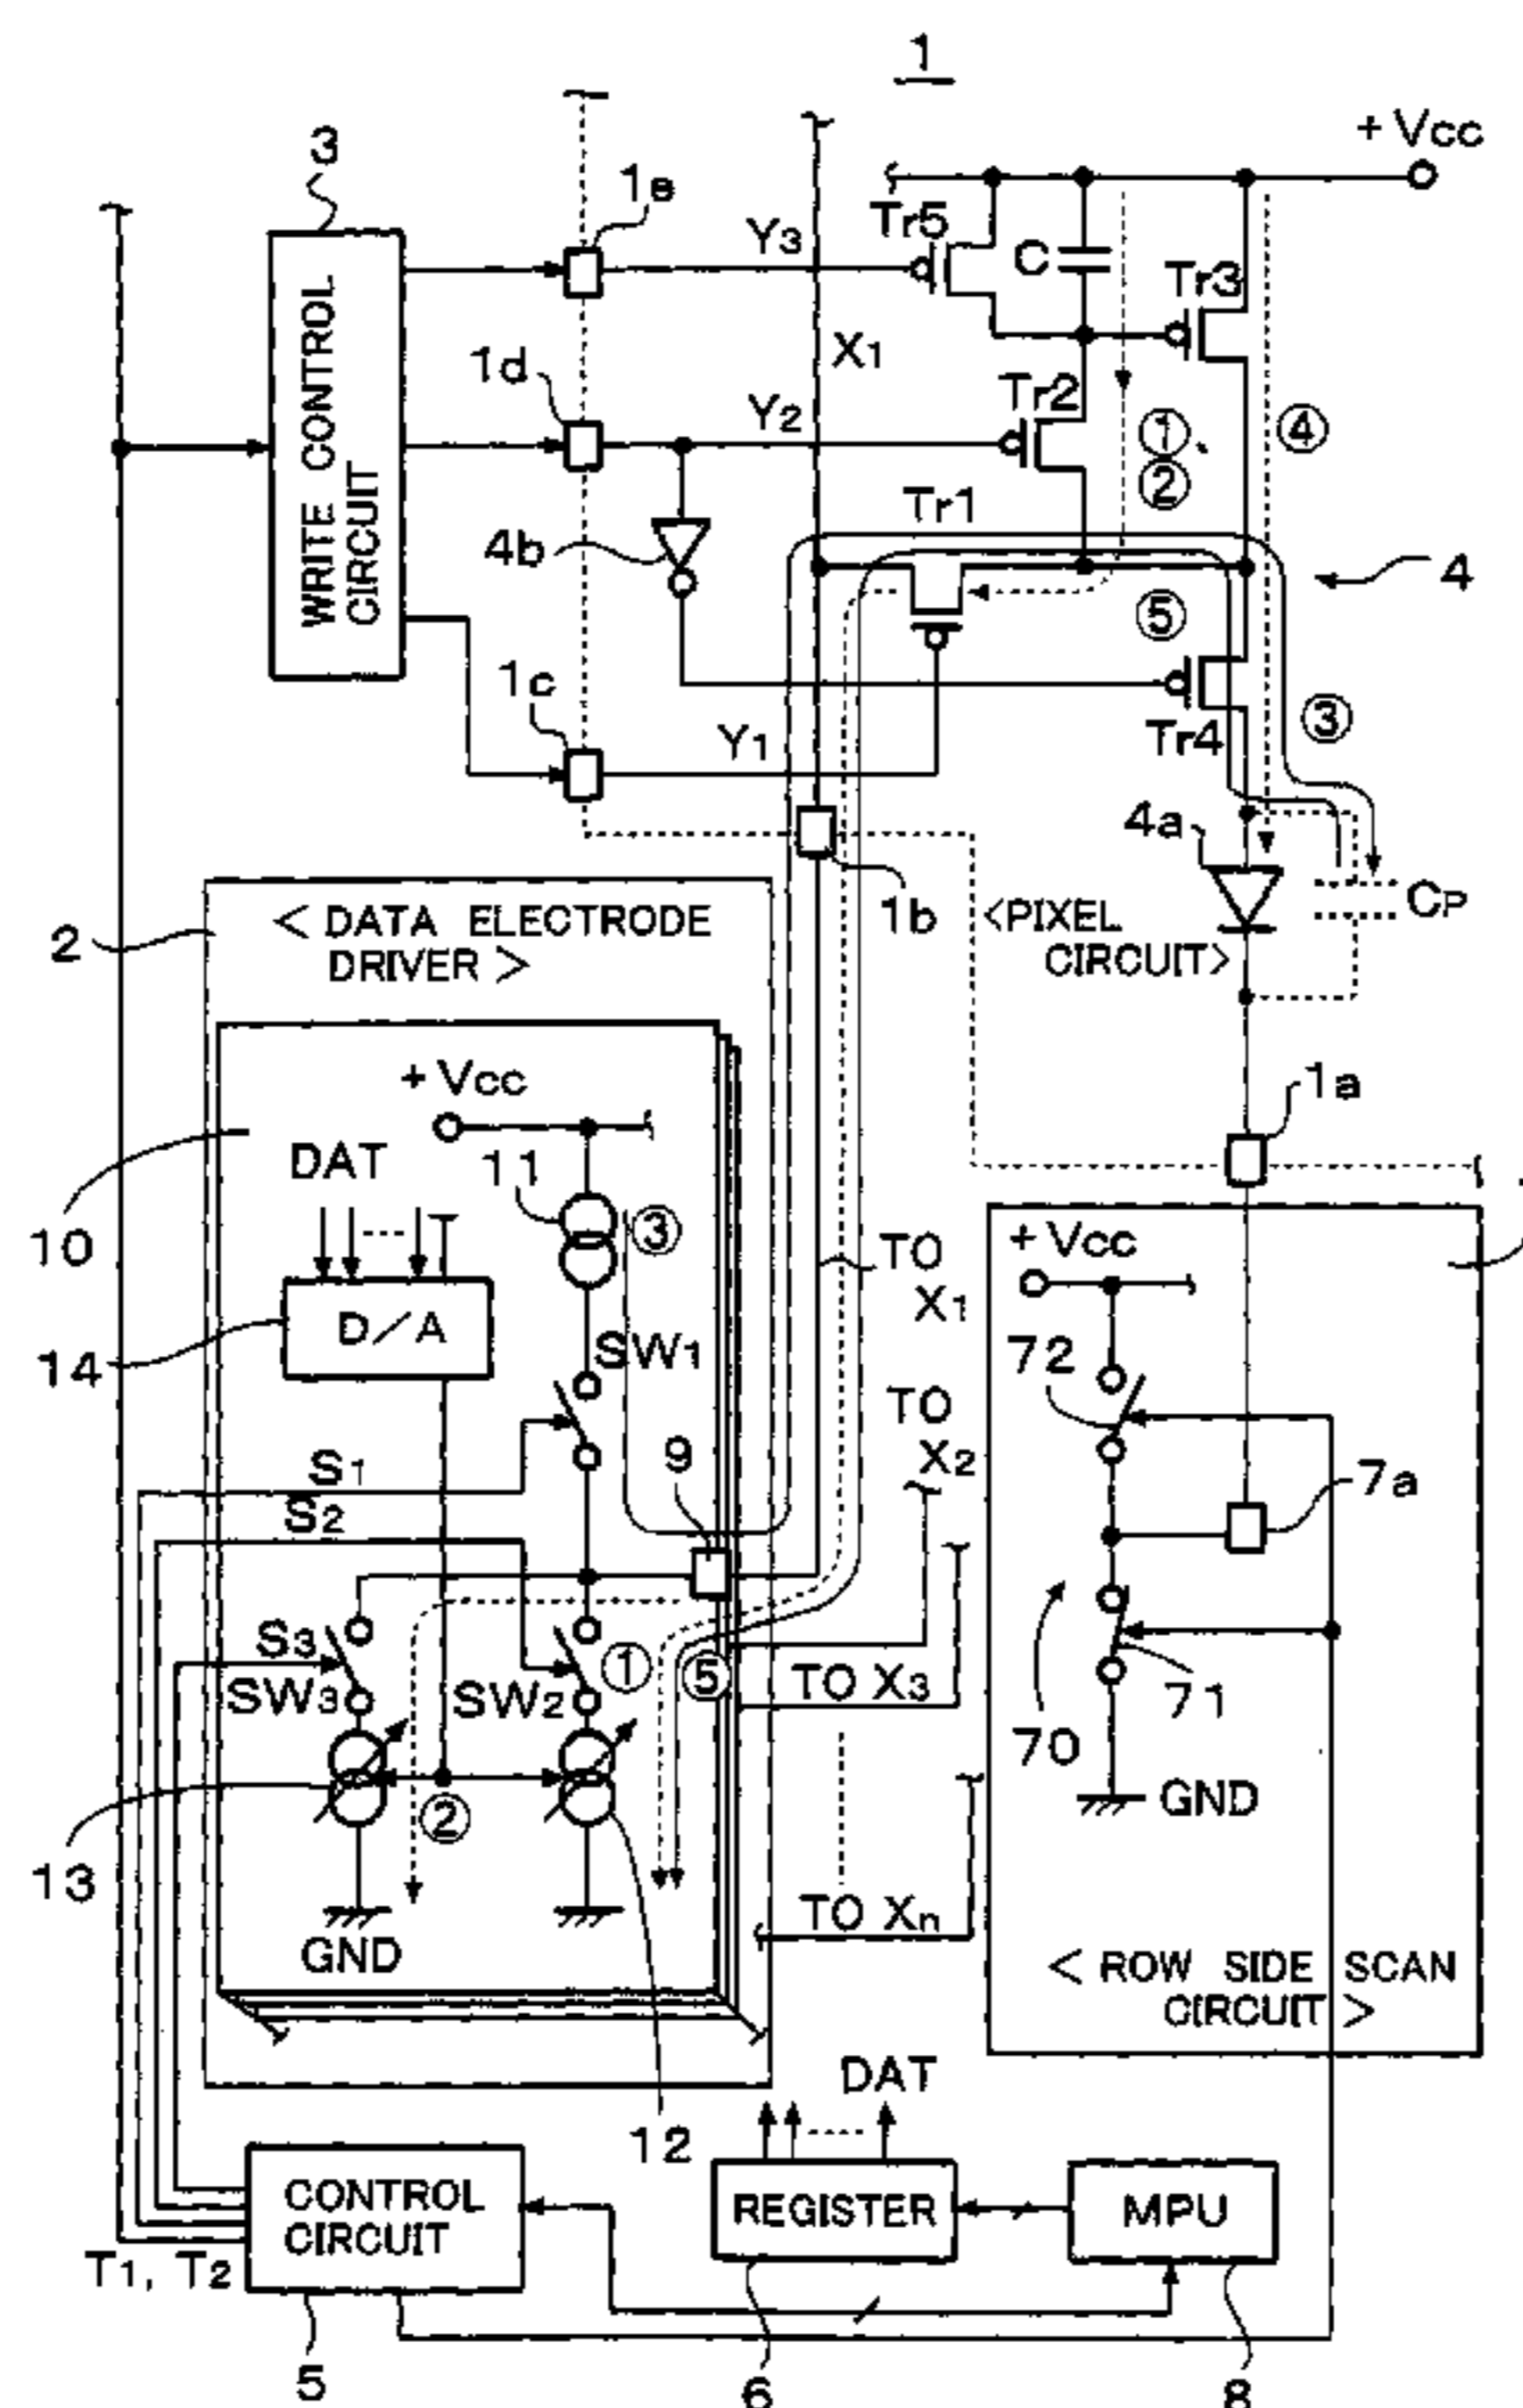 1
+ Vcc
3
1e
Y3
Tr5
C
Tr3
WRITE CONTROL
CIRCUIT
1d
Y2
X1
Tr2
①.
②
④
4b
Tr1
4
⑤
1c
Y1
Tr4
③
4a
1b
CP
2
< DATA ELECTRODE
DRIVER >
<PIXEL
CIRCUIT>
1a
+ Vcc
DAT
11
③
10
TO
X1
+ Vcc
D/A
14
SW1
72
TO
X2
S1
9
7a
S2
S3
SW3
SW2
①
⑤
TO X3
71
70
②
GND
13
TO Xn
GND
< ROW SIDE SCAN
CIRCUIT >
DAT
12
CONTROL
CIRCUIT
REGISTER
MPU
T1, T2
5
6
8